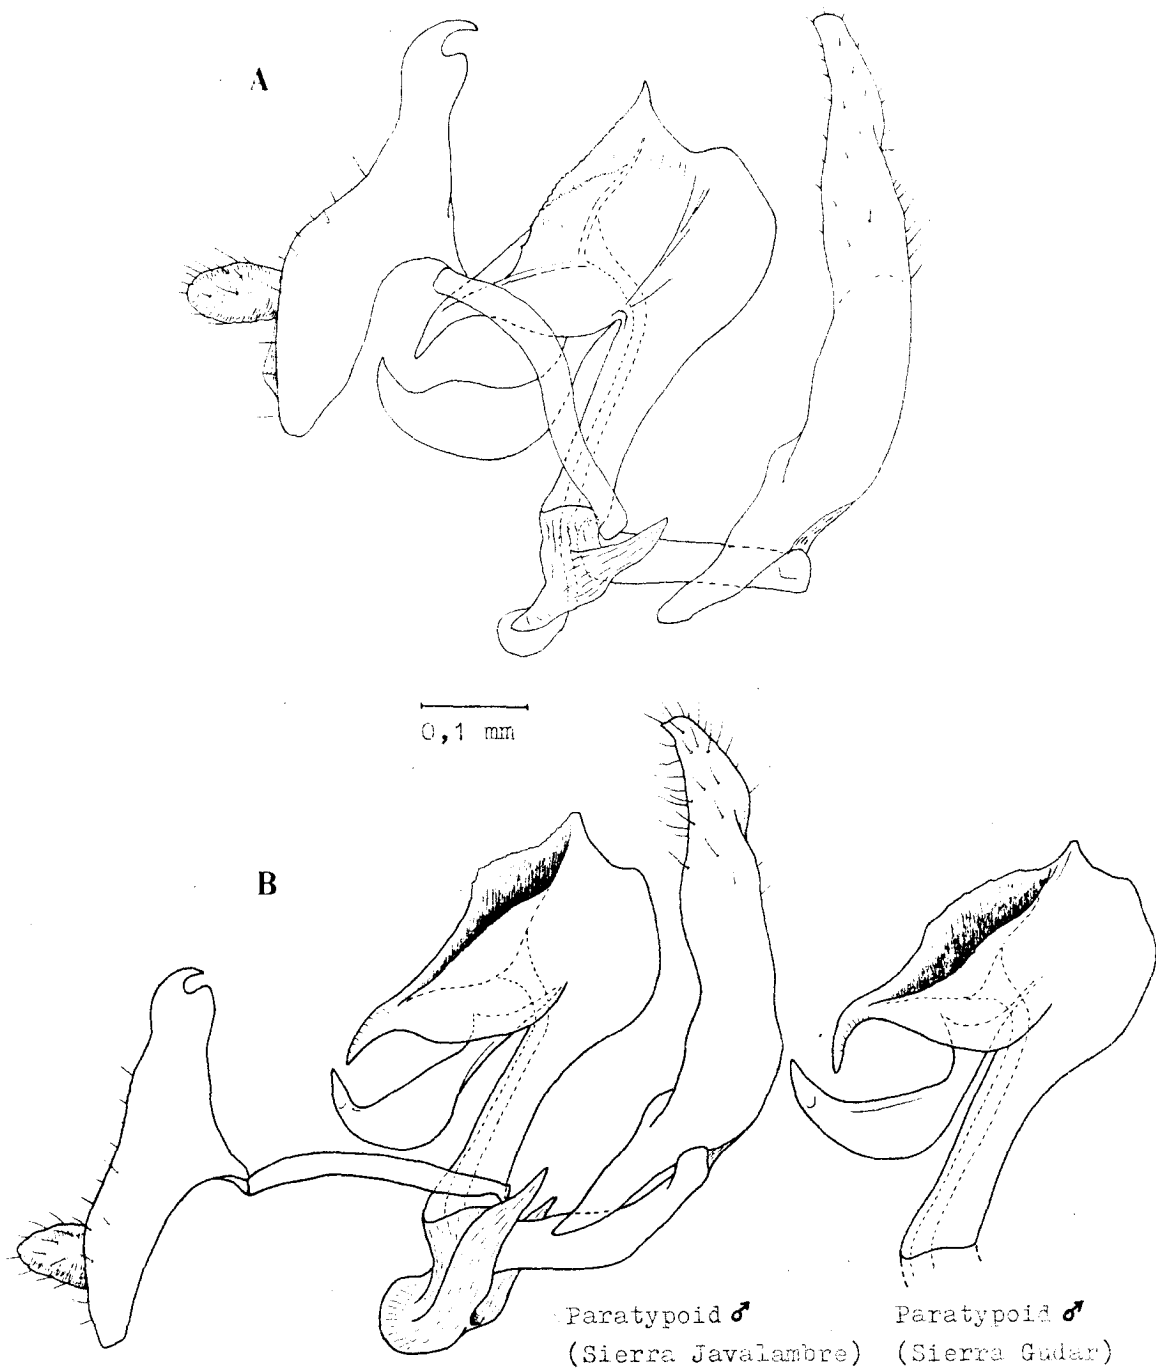 A
0,1 mm
B
Paratypoid ♂
(Sierra Javalambre)
Paratypoid ♂
(Sierra Gudar)